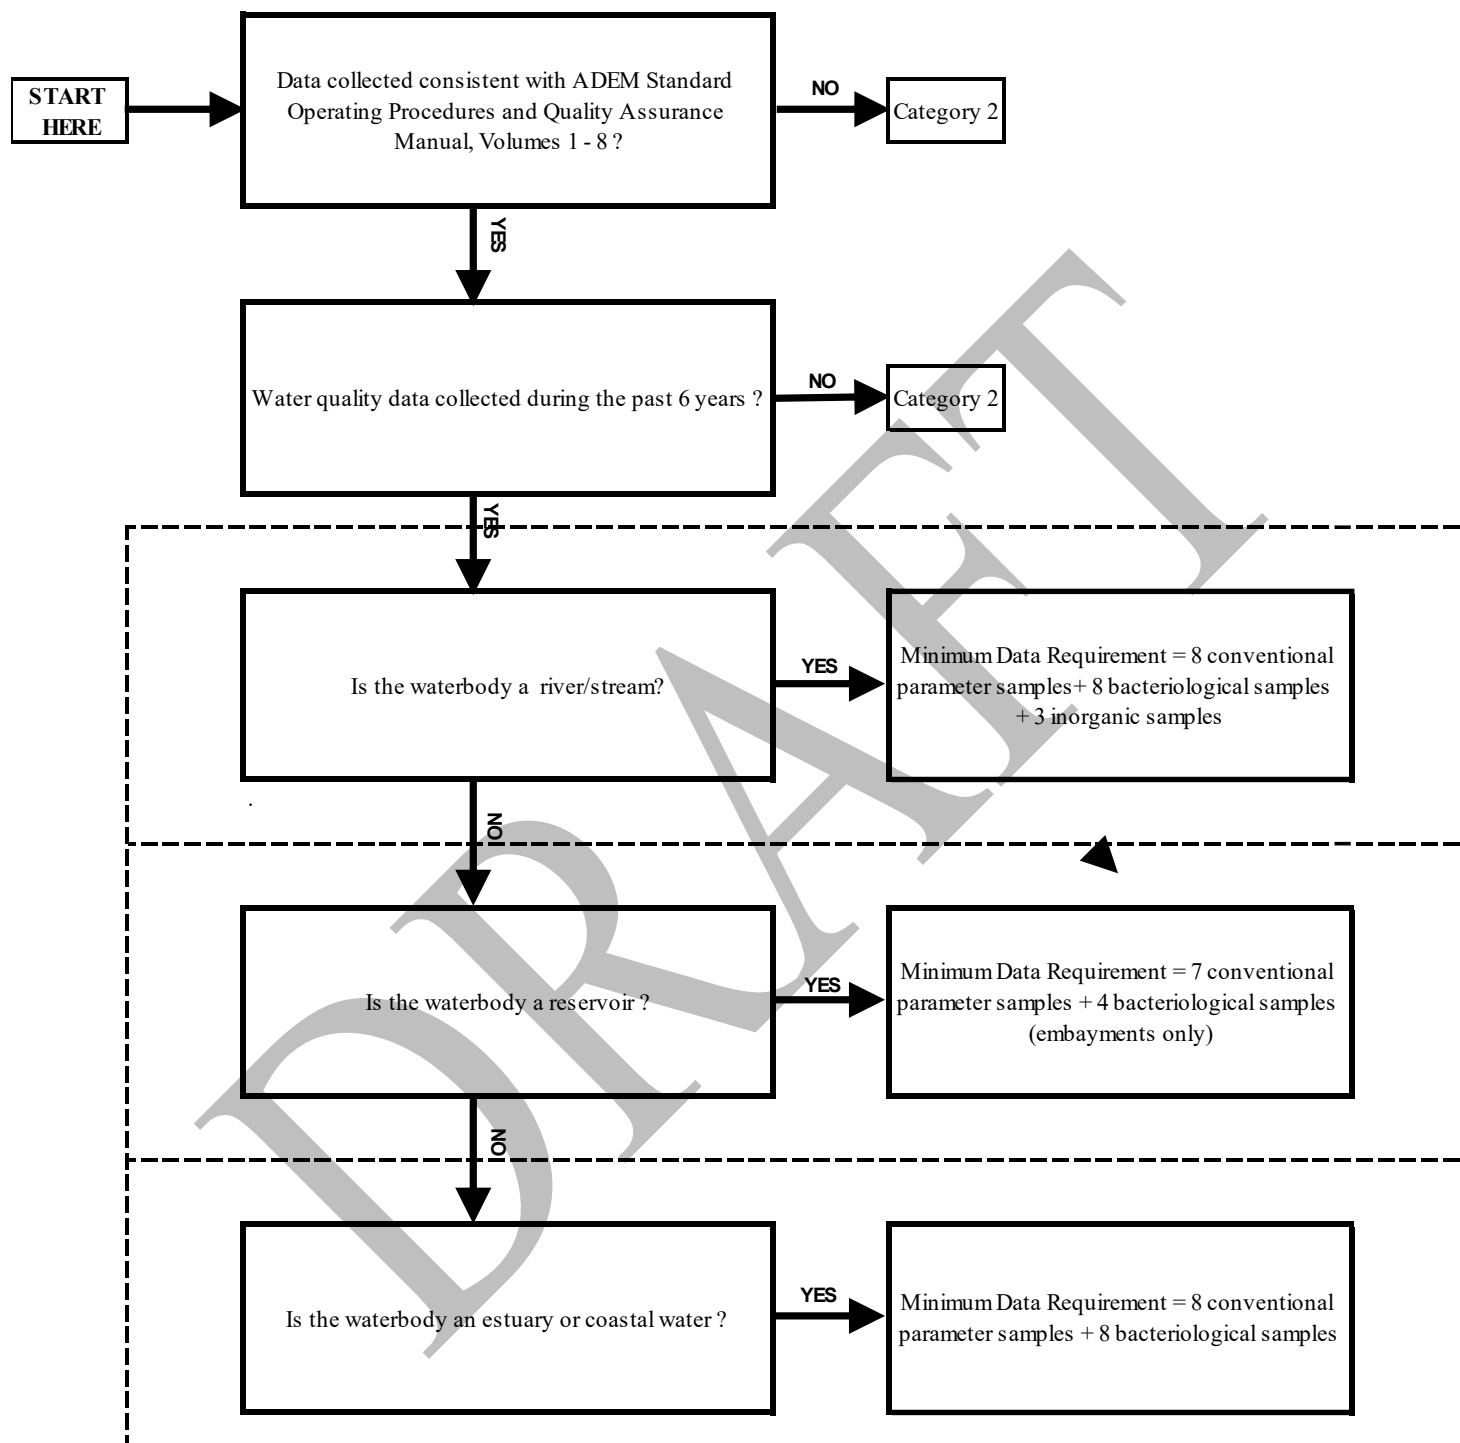 START
HERE
Data collected consistent with ADEM Standard
Operating Procedures and Quality Assurance
Manual, Volumes 1 - 8 ?
NO
Category 2
YES
Water quality data collected during the past 6 years ?
NO
Category 2
YES
Is the waterbody a river/stream?
YES
Minimum Data Requirement = 8 conventional
parameter samples+ 8 bacteriological samples
+ 3 inorganic samples
.
NO
Is the waterbody a reservoir ?
YES
Minimum Data Requirement = 7 conventional
parameter samples + 4 bacteriological samples
(embayments only)
NO
Is the waterbody an estuary or coastal water ?
YES
Minimum Data Requirement = 8 conventional
parameter samples + 8 bacteriological samples
DRAFT